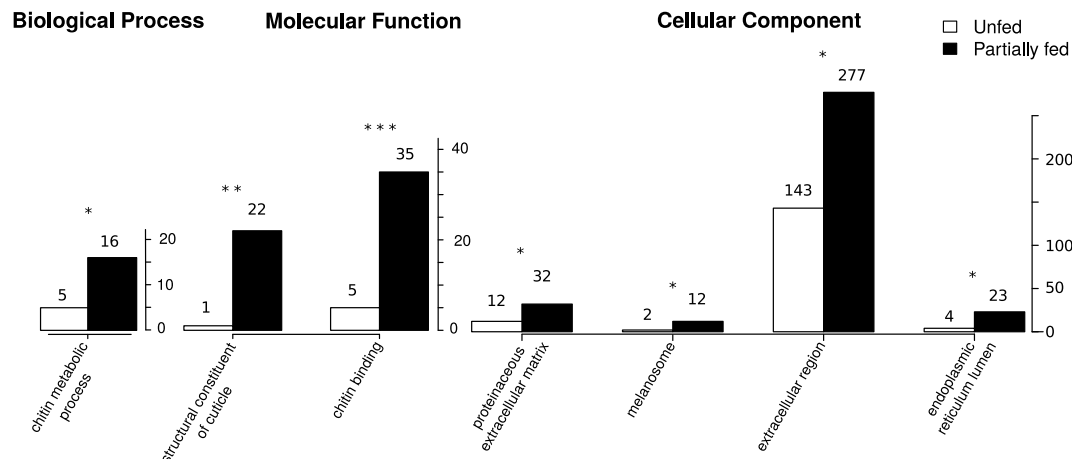 Biological Process
Molecular Function
Cellular Component
Unfed
Partially fed
*
5
16
20
10
0
**
1
22
***
5
35
40
20
0
*
12
32
*
2
12
*
143
277
*
4
23
200
100
50
0
chitin metabolic
process
structural constituent
of cuticle
chitin binding
proteinaceous
extracellular matrix
melanosome
extracellular region
endoplasmic
reticulum lumen